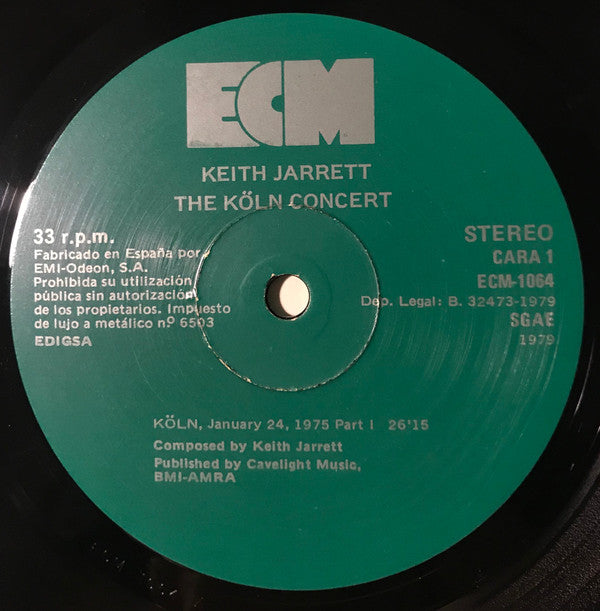 ECM
KEITH JARRETT
THE KÖLN CONCERT
33 r.p.m.
Fabricado en España por
EMI-Odeon, S.A.
Prohibida su utilización
pública sin autorización
de los propietarios. Impuesto
de lujo a metálico nº 6503
EDIGSA
STEREO
CARA 1
ECM-1064
Dep. Legal: B. 32473-1979
SGAE
1979
KÖLN, January 24, 1975 Part I 26'15
Composed by Keith Jarrett
Published by Cavelight Music,
BMI-AMRA